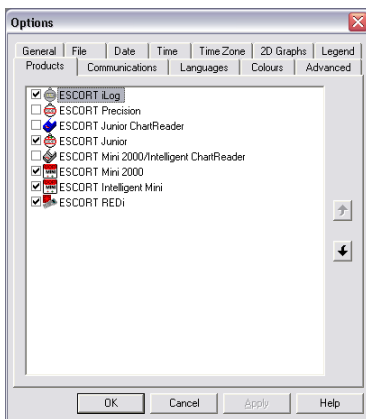 Options
General File Date Time Time Zone 2D Graphs Legend
Products Communications Languages Colours Advanced
ESCORT iLog
ESCORT Precision
ESCORT Junior ChartReader
ESCORT Junior
ESCORT Mini 2000/Intelligent ChartReader
ESCORT Mini 2000
ESCORT Intelligent Mini
ESCORT REDi
OK Cancel Apply Help